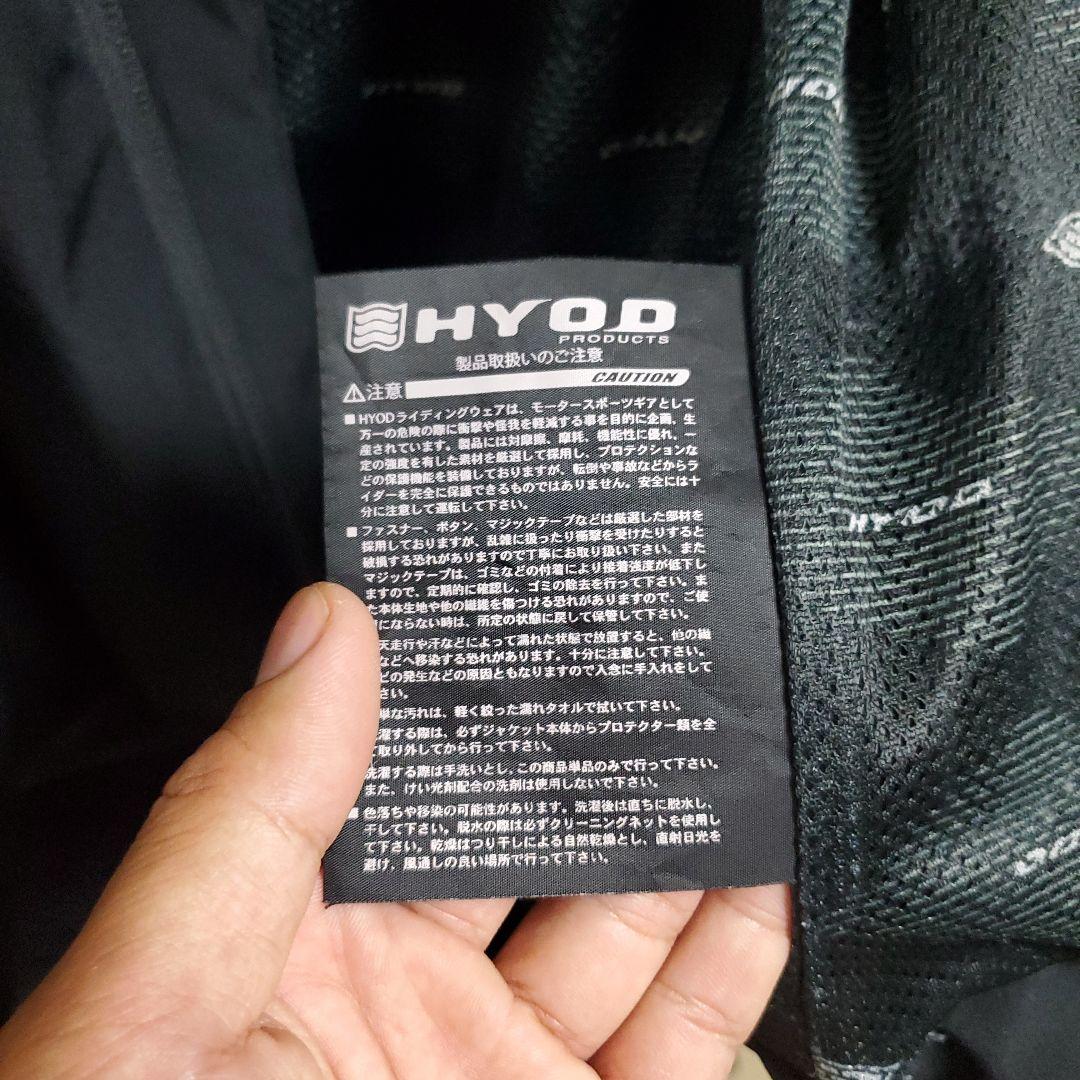 HYOD
PRODUCTS
製品取扱いのご注意
注意
CAUTION
■HYODライディングウェアは、モータースポーツギアとして
万一の危険の際に衝撃や怪我を軽減する事を目的に企画、生
産されています。製品には対摩擦、摩耗、機能性に優れ、一
定の強度を有した素材を厳選して採用し、プロテクションな
どの保護機能を装備しておりますが、転倒や事故などからラ
イダーを完全に保護できるものではありません。安全には十
分に注意して運転して下さい。
■ファスナー、ボタン、マジックテープなどは厳選した部材を
採用しておりますが、乱雑に扱ったり衝撃を受けたりすると
破損する恐れがありますので丁寧にお取り扱い下さい。また
マジックテープは、ゴミなどの付着により接着強度が低下し
ますので、定期的に確認し、ゴミの除去を行って下さい。ま
た本体生地や他の繊維を傷つける恐れがありますので、ご使
にならない時は、所定の状態に戻して保管して下さい。
天走行や汗などによって濡れた状態で放置すると、他の繊
などへ移染する恐れがあります。十分に注意して下さい。
ビの発生などの原因ともなりますので入念に手入れをして
さい。
単な汚れは、軽く絞った濡れタオルで拭いて下さい。
濯する際は、必ずジャケット本体からプロテクター類を全
て取り外してから行って下さい。
洗濯する際は手洗いとし、この商品単品のみで行って下さい。
また、けい光剤配合の洗剤は使用しないで下さい。
■色落ちや移染の可能性があります。洗濯後は直ちに脱水し、
干して下さい。脱水の際は必ずクリーニングネットを使用し
て下さい。乾燥はつり干しによる自然乾燥とし、直射日光を
避け、風通しの良い場所で行って下さい。
HYOD